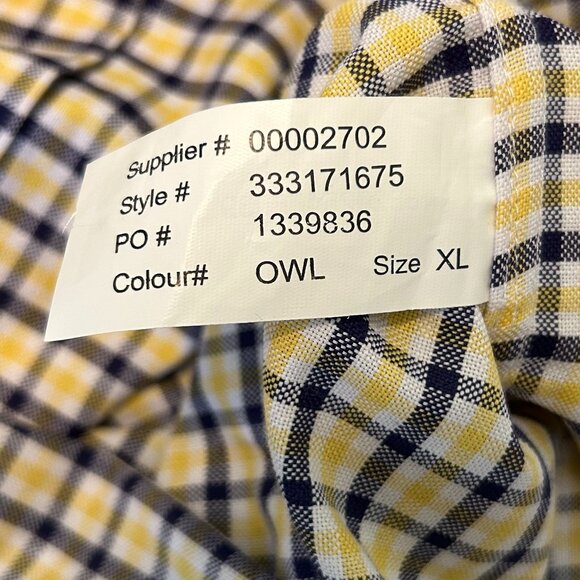 Supplier # 00002702
Style # 333171675
PO # 1339836
Colour# OWL Size XL